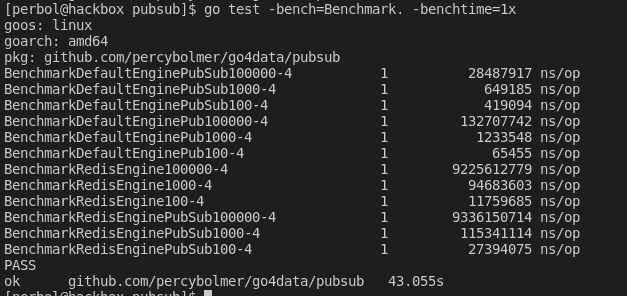 [perbol@hackbox pubsub]$ go test -bench=Benchmark. -benchtime=1x
goos: linux
goarch: amd64
pkg: github.com/percybolmer/go4data/pubsub
BenchmarkDefaultEnginePubSub100000-4 1 28487917 ns/op
BenchmarkDefaultEnginePubSub1000-4 1 649185 ns/op
BenchmarkDefaultEnginePubSub100-4 1 419094 ns/op
BenchmarkDefaultEnginePub100000-4 1 132707742 ns/op
BenchmarkDefaultEnginePub1000-4 1 1233548 ns/op
BenchmarkDefaultEnginePub100-4 1 65455 ns/op
BenchmarkRedisEngine100000-4 1 9225612779 ns/op
BenchmarkRedisEngine1000-4 1 94683603 ns/op
BenchmarkRedisEngine100-4 1 11759685 ns/op
BenchmarkRedisEnginePubSub100000-4 1 9336150714 ns/op
BenchmarkRedisEnginePubSub1000-4 1 115341114 ns/op
BenchmarkRedisEnginePubSub100-4 1 27394075 ns/op
PASS
ok github.com/percybolmer/go4data/pubsub 43.055s
[perbol@hackbox pubsub]$